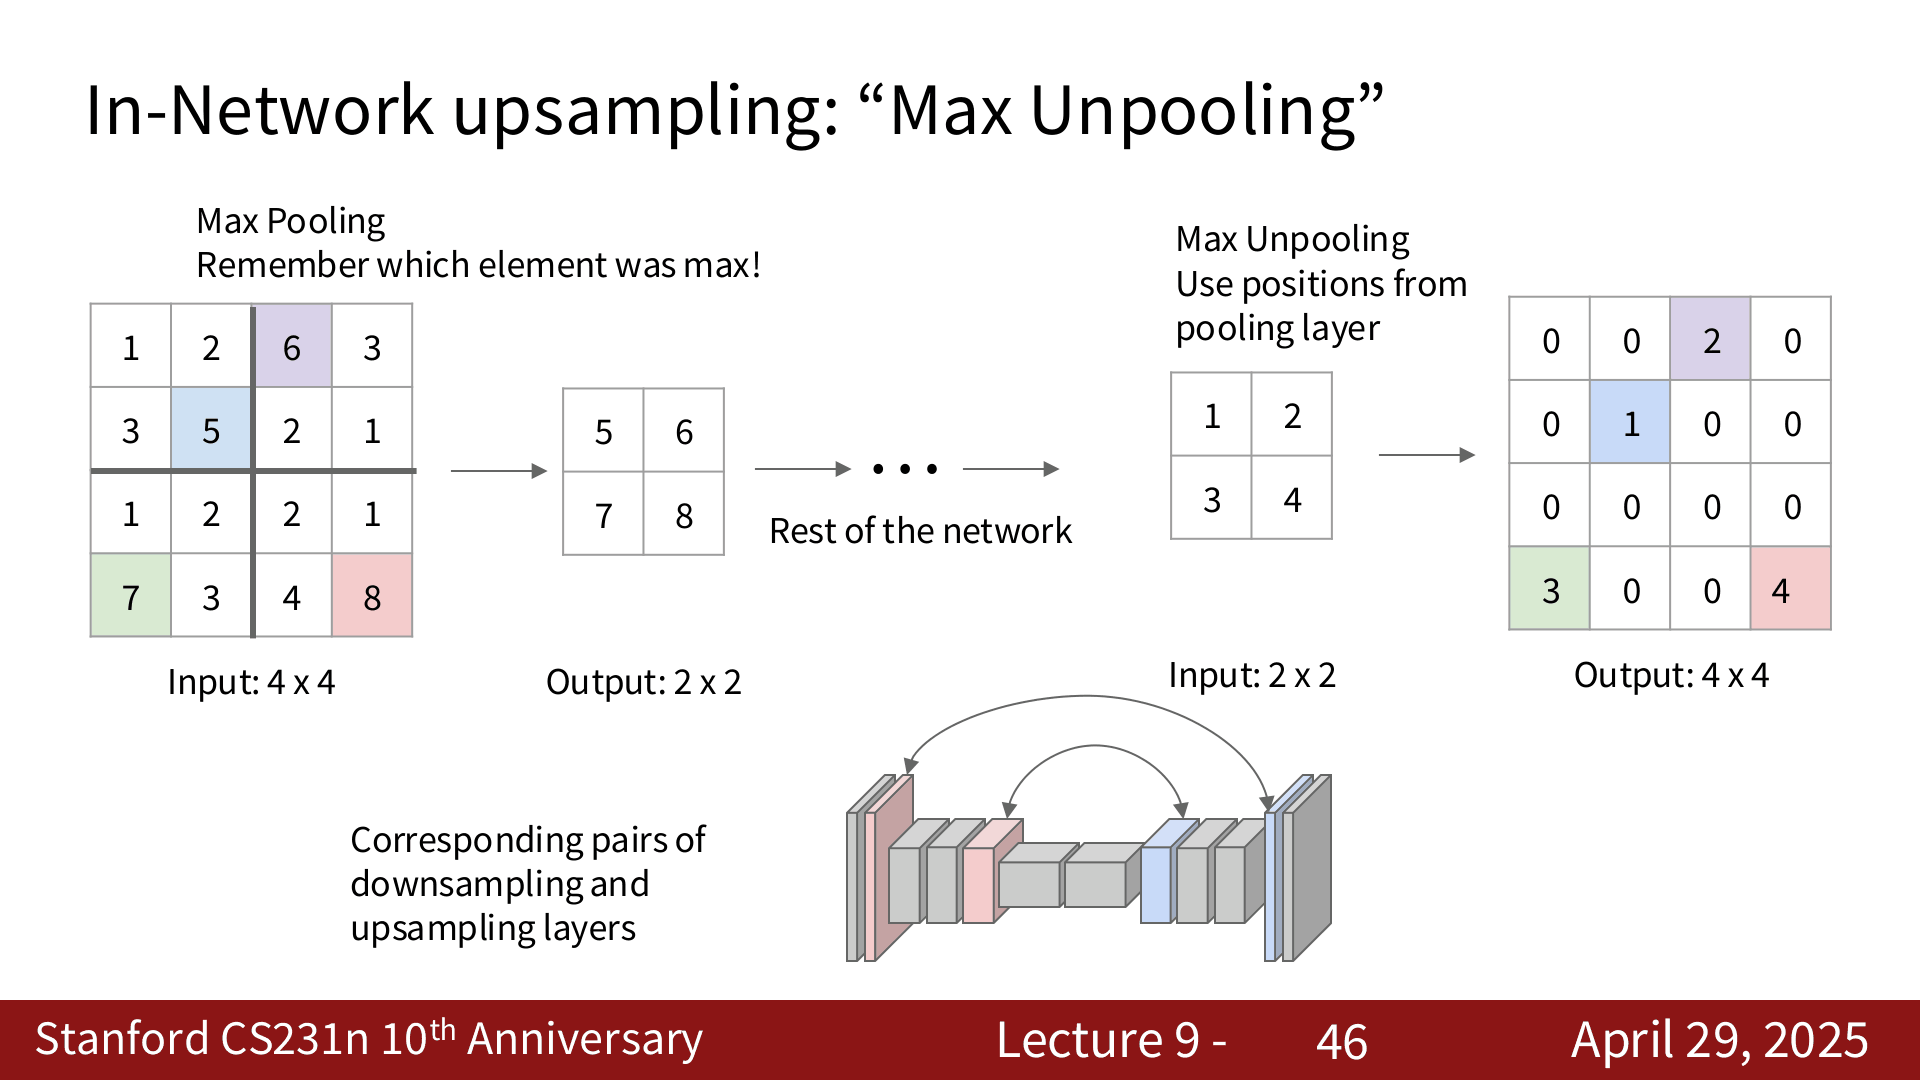 In-Network upsampling: “Max Unpooling”
Max Pooling
Remember which element was max!
1 2 6 3
3 5 2 1
1 2 2 1
7 3 4 8
Input: 4 x 4
5 6
7 8
Output: 2 x 2
• • •
Rest of the network
Max Unpooling
Use positions from
pooling layer
1 2
3 4
Input: 2 x 2
0 0 2 0
0 1 0 0
0 0 0 0
3 0 0 4
Output: 4 x 4
Corresponding pairs of
downsampling and
upsampling layers
Stanford CS231n 10th Anniversary
Lecture 9 - 46
April 29, 2025